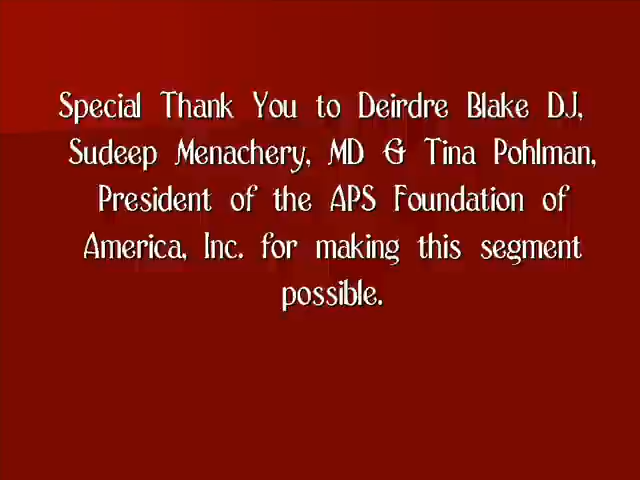 Special Thank You to Deirdre Blake DJ,
Sudeep Menachery, MD & Tina Pohlman,
President of the APS Foundation of
America, Inc. for making this segment
possible.